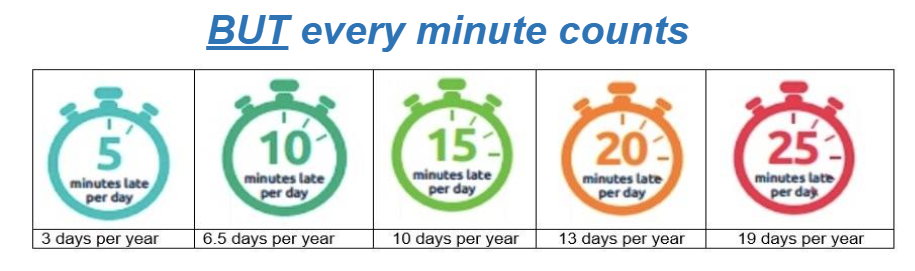 BUT every minute counts
5
minutes late
per day
10
minutes late
per day
15
minutes late
per day
20
minutes late
per day
25
minutes late
per day
3 days per year
6.5 days per year
10 days per year
13 days per year
19 days per year